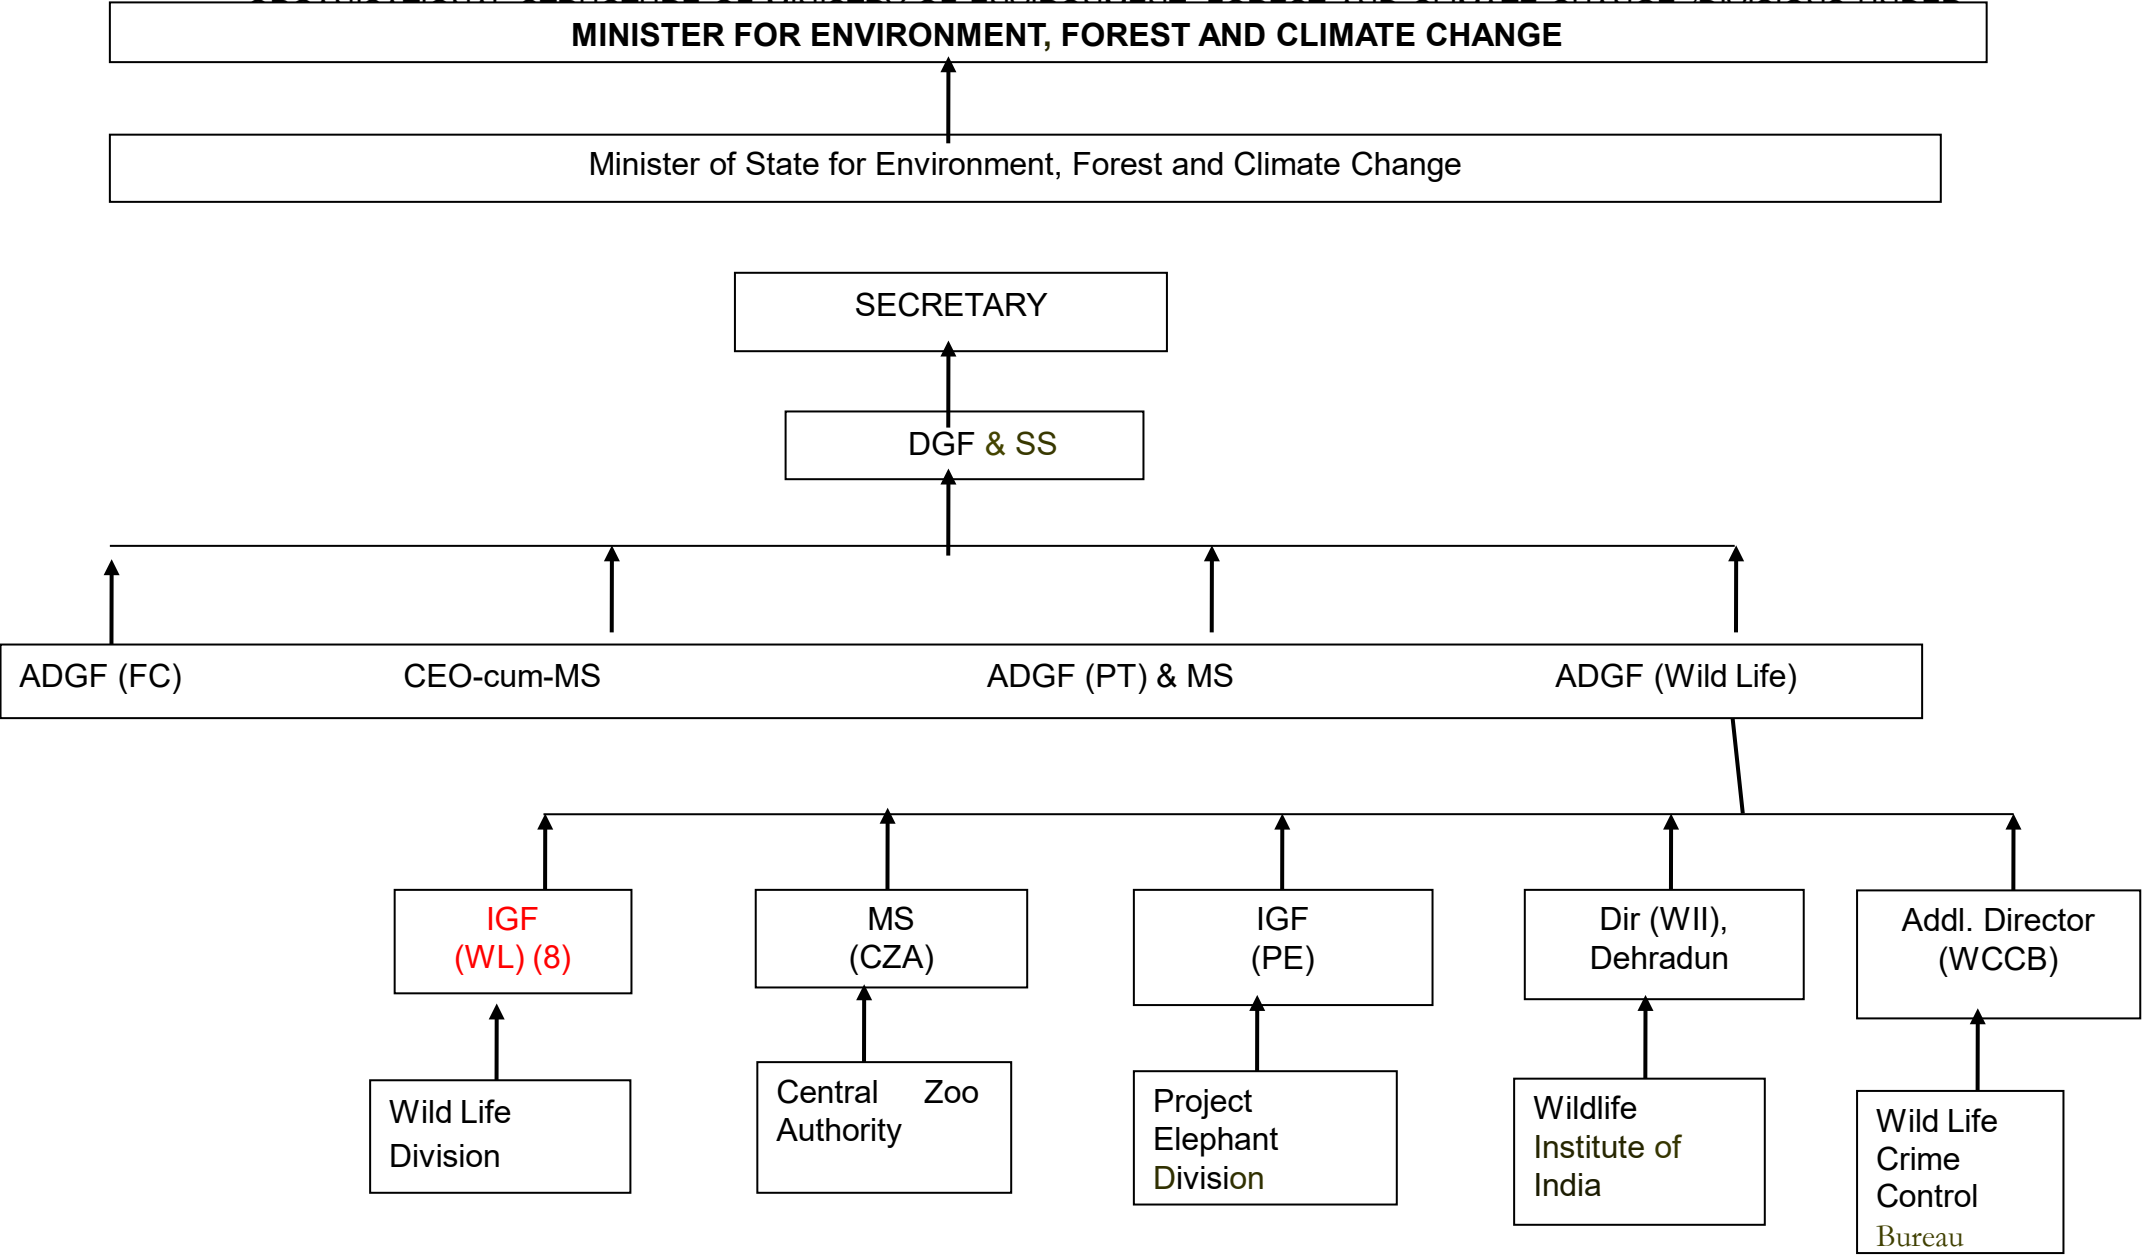 MINISTER FOR ENVIRONMENT, FOREST AND CLIMATE CHANGE
Minister of State for Environment, Forest and Climate Change
SECRETARY
DGF & SS
ADGF (FC) CEO-cum-MS ADGF (PT) & MS ADGF (Wild Life)
IGF
(WL) (8)
MS
(CZA)
IGF
(PE)
Dir (WII),
Dehradun
Addl. Director
(WCCB)
Wild Life
Division
Central Zoo
Authority
Project
Elephant
Division
Wildlife
Institute of
India
Wild Life
Crime
Control
Bureau